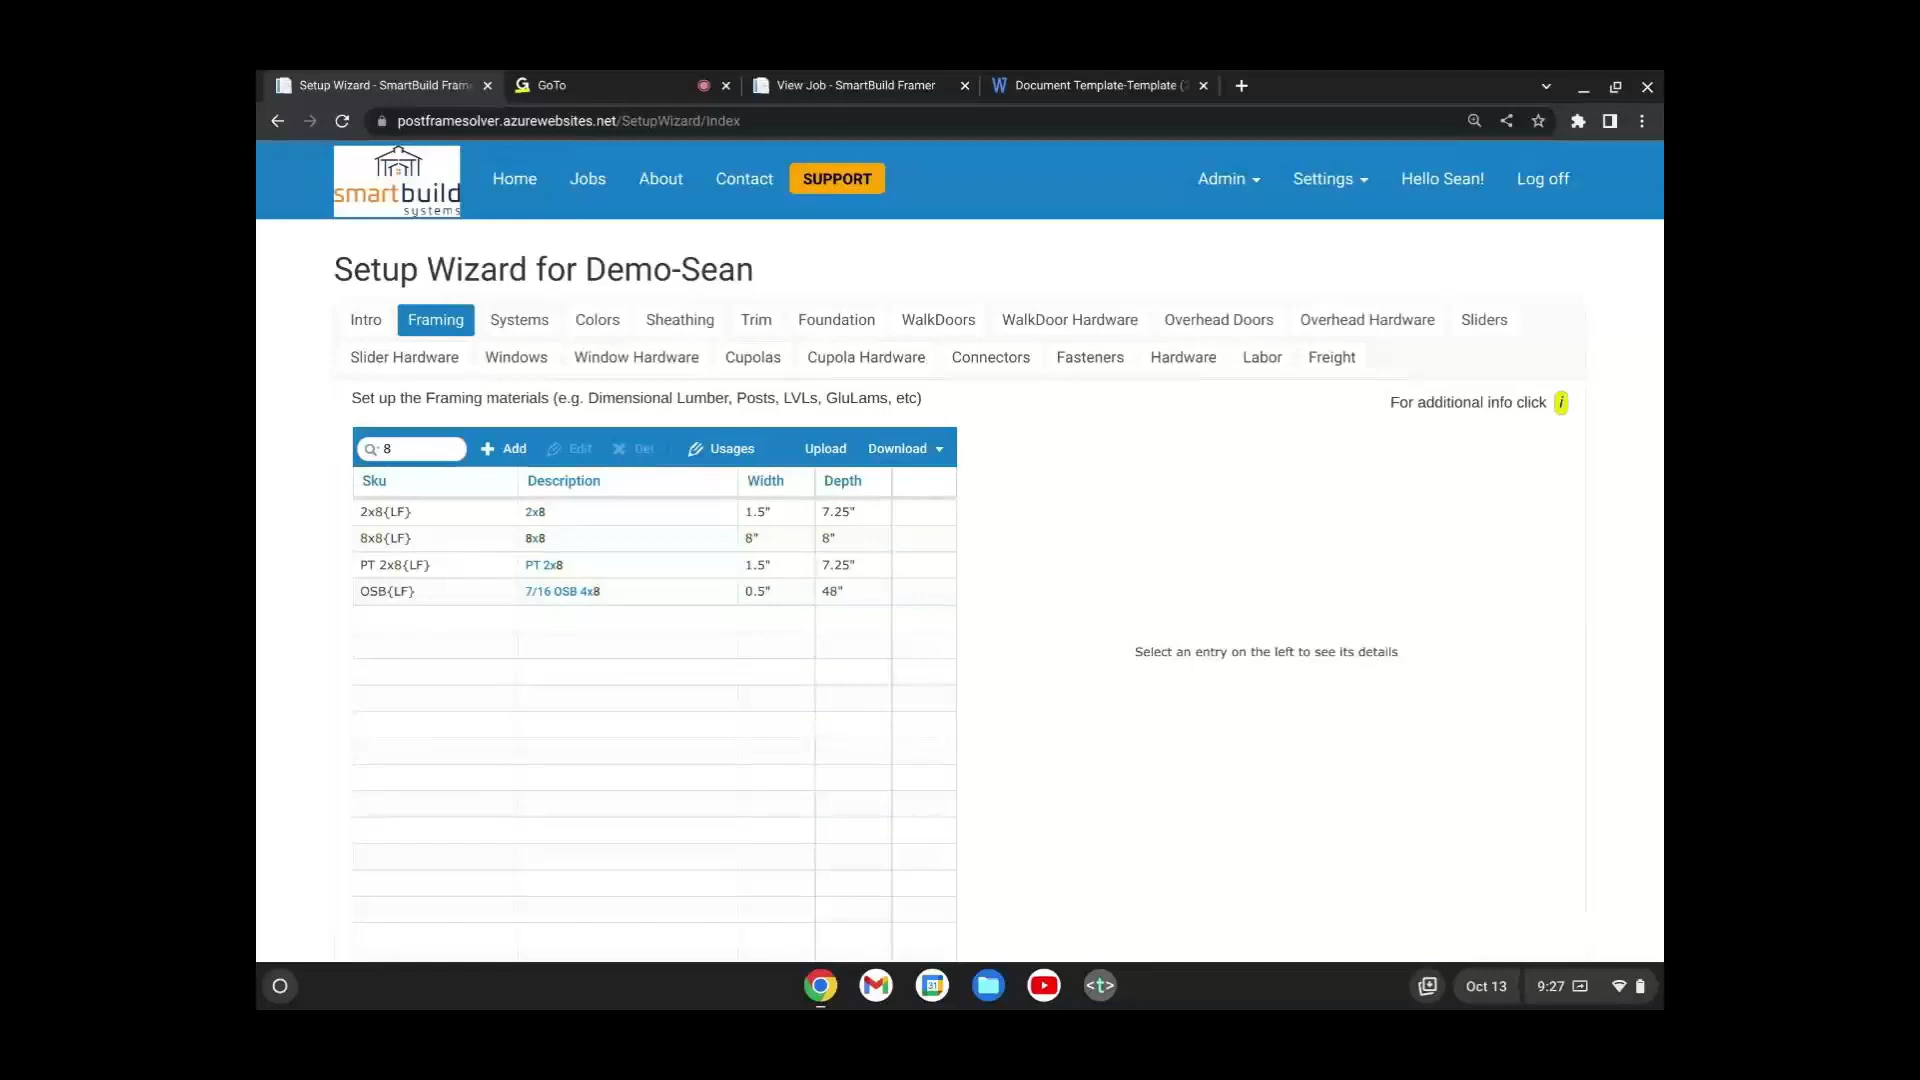 Setup Wizard - SmartBuild Fram
GoTo
View Job - SmartBuild Framer
Document Template-Template (
postframesolver.azurewebsites.net/SetupWizard/Index
smartbuild
systems
Home
Jobs
About
Contact
SUPPORT
Admin
Settings
Hello Sean!
Log off
Setup Wizard for Demo-Sean
Intro
Framing
Systems
Colors
Sheathing
Trim
Foundation
WalkDoors
WalkDoor Hardware
Overhead Doors
Overhead Hardware
Sliders
Slider Hardware
Windows
Window Hardware
Cupolas
Cupola Hardware
Connectors
Fasteners
Hardware
Labor
Freight
Set up the Framing materials (e.g. Dimensional Lumber, Posts, LVLs, GluLams, etc)
For additional info click i
8
Add
Edit
Del
Usages
Upload
Download
Sku Description Width Depth
2x8{LF} 2x8 1.5" 7.25"
8x8{LF} 8x8 8" 8"
PT 2x8{LF} PT 2x8 1.5" 7.25"
OSB{LF} 7/16 OSB 4x8 0.5" 48"
Select an entry on the left to see its details
31
<t>
Oct 13
9:27